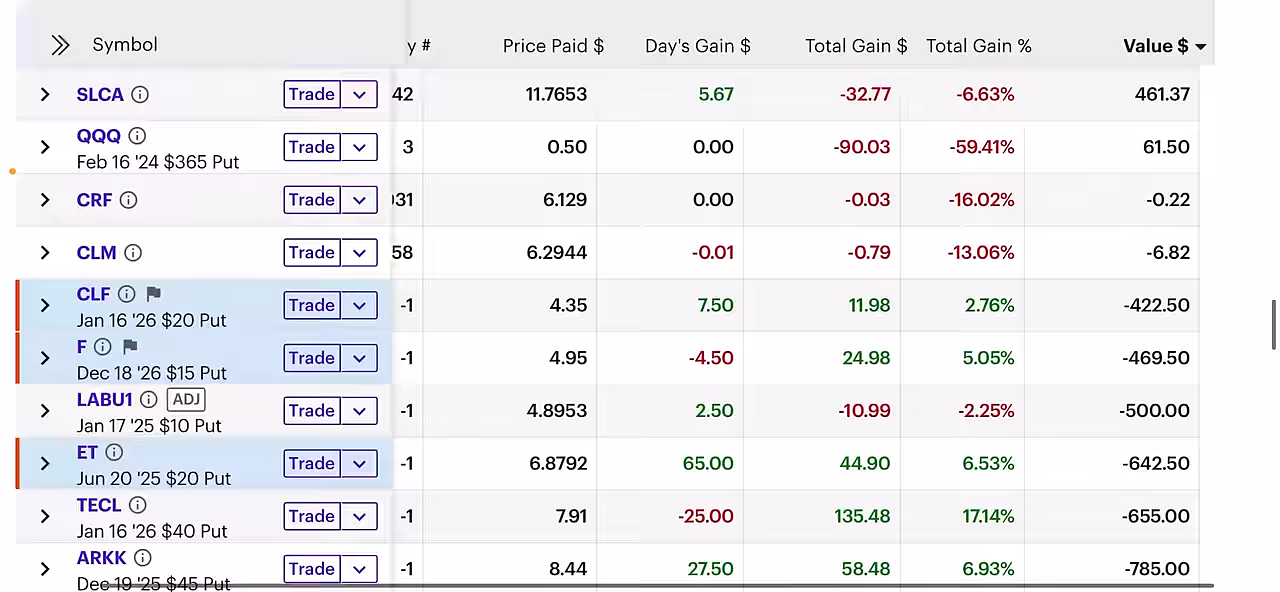 Symbol y # Price Paid $ Day's Gain $ Total Gain $ Total Gain % Value $
SLCA Trade 42 11.7653 5.67 -32.77 -6.63% 461.37
QQQ
Feb 16 '24 $365 Put Trade 3 0.50 0.00 -90.03 -59.41% 61.50
CRF Trade 31 6.129 0.00 -0.03 -16.02% -0.22
CLM Trade 58 6.2944 -0.01 -0.79 -13.06% -6.82
CLF
Jan 16 '26 $20 Put Trade -1 4.35 7.50 11.98 2.76% -422.50
F
Dec 18 '26 $15 Put Trade -1 4.95 -4.50 24.98 5.05% -469.50
LABU1 ADJ
Jan 17 '25 $10 Put Trade -1 4.8953 2.50 -10.99 -2.25% -500.00
ET
Jun 20 '25 $20 Put Trade -1 6.8792 65.00 44.90 6.53% -642.50
TECL
Jan 16 '26 $40 Put Trade -1 7.91 -25.00 135.48 17.14% -655.00
ARKK
Dec 19 '25 $45 Put Trade -1 8.44 27.50 58.48 6.93% -785.00